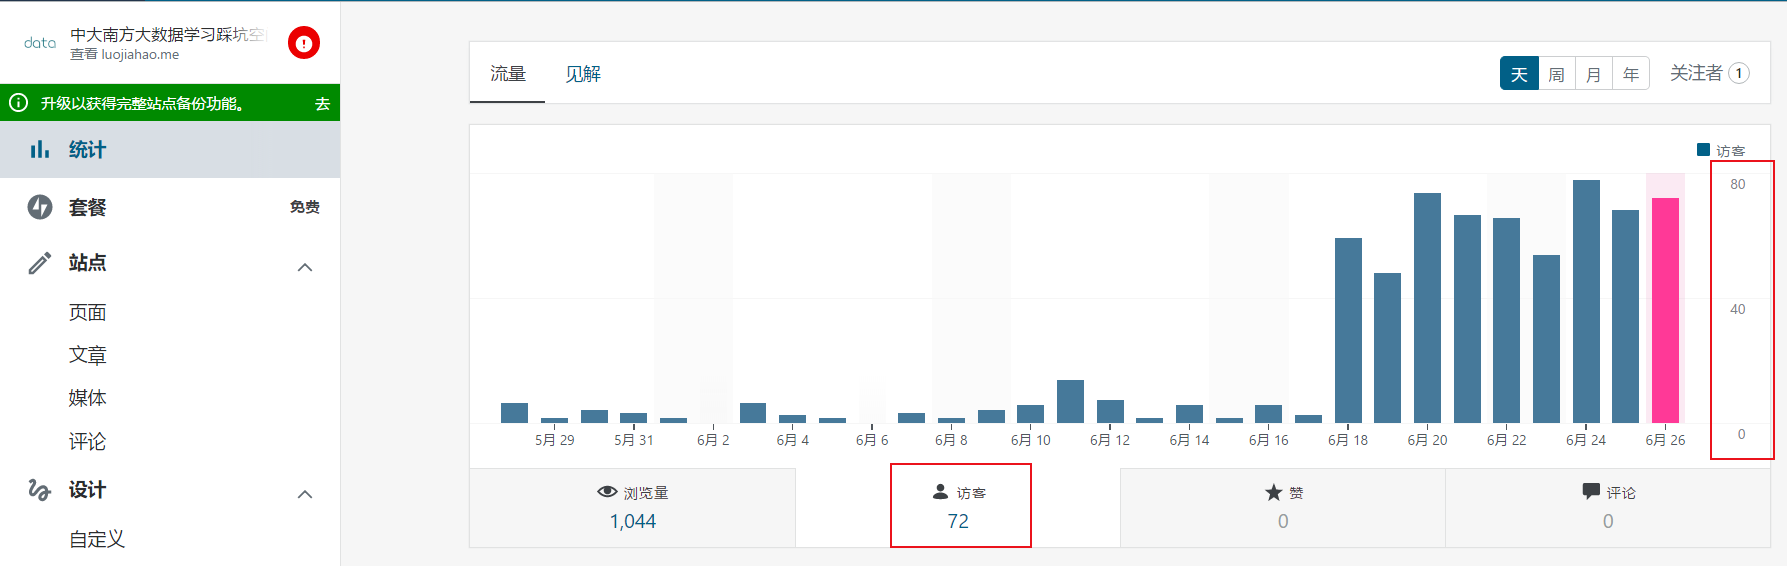 data
中大南方大数据学习踩坑空
查看 luojiahao.me
升级以获得完整站点备份功能。 去
统计
套餐 免费
站点
页面
文章
媒体
评论
设计
自定义
流量 见解 天 周 月 年 关注者 1
访客
80
40
0
5月 29 5月 31 6月 2 6月 4 6月 6 6月 8 6月 10 6月 12 6月 14 6月 16 6月 18 6月 20 6月 22 6月 24 6月 26
浏览量 访客 赞 评论
1,044 72 0 0